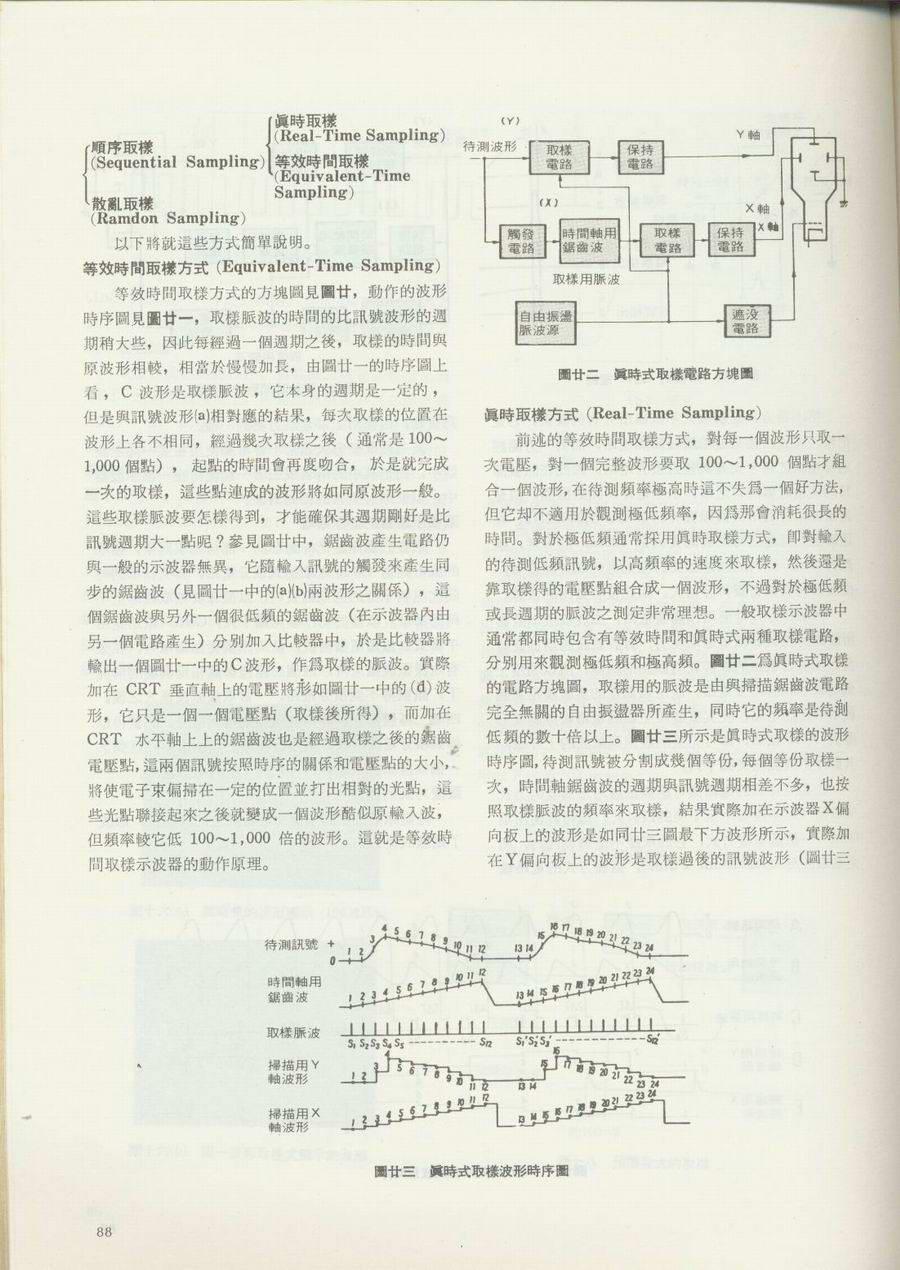 順序取樣
(Sequential Sampling)
眞時取樣
(Real-Time Sampling)
等效時間取樣
(Equivalent-Time
Sampling)
散亂取樣
(Ramdon Sampling)
以下將就這些方式簡單說明。
等效時間取樣方式 (Equivalent-Time Sampling)
等效時間取樣方式的方塊圖見圖廿，動作的波形
時序圖見圖廿一，取樣脈波的時間的比訊號波形的週
期稍大些，因此每經過一個週期之後，取樣的時間與
原波形相較，相當於慢慢加長，由圖廿一的時序圖上
看，C 波形是取樣脈波，它本身的週期是一定的，
但是與訊號波形(a)相對應的結果，每次取樣的位置在
波形上各不相同，經過幾次取樣之後（通常是 100～
1,000 個點），起點的時間會再度吻合，於是就完成
一次的取樣，這些點連成的波形將如同原波形一般。
這些取樣脈波要怎樣得到，才能確保其週期剛好是比
訊號週期大一點呢？參見圖廿中，鋸齒波產生電路仍
與一般的示波器無異，它隨輸入訊號的觸發來產生同
步的鋸齒波（見圖廿一中的(a)(b)兩波形之關係），這
個鋸齒波與另外一個很低頻的鋸齒波（在示波器內由
另一個電路產生）分別加入比較器中，於是比較器將
輸出一個圖廿一中的C波形，作爲取樣的脈波。實際
加在 CRT 垂直軸上的電壓將形如圖廿一中的(d)波
形，它只是一個一個電壓點（取樣後所得），而加在
CRT 水平軸上上的鋸齒波也是經過取樣之後的鋸齒
電壓點，這兩個訊號按照時序的關係和電壓點的大小，
將使電子束偏掃在一定的位置並打出相對的光點，這
些光點聯接起來之後就變成一個波形酷似原輸入波，
但頻率較它低 100～1,000 倍的波形。這就是等效時
間取樣示波器的動作原理。
(Y)
待測波形
取樣
電路
保持
電路
Y 軸
(X)
觸發
電路
時間軸用
鋸齒波
取樣
電路
保持
電路
X 軸
X 軸
取樣用脈波
自由振盪
脈波源
遮沒
電路
圖廿二 眞時式取樣電路方塊圖
眞時取樣方式 (Real-Time Sampling)
前述的等效時間取樣方式，對每一個波形只取一
次電壓，對一個完整波形要取 100～1,000 個點才組
合一個波形，在待測頻率極高時這不失爲一個好方法，
但它却不適用於觀測極低頻率，因爲那會消耗很長的
時間。對於極低頻通常採用眞時取樣方式，卽對輸入
的待測低頻訊號，以高頻率的速度來取樣，然後還是
靠取樣得的電壓點組合成一個波形，不過對於極低頻
或長週期的脈波之測定非常理想。一般取樣示波器中
通常都同時包含有等效時間和眞時式兩種取樣電路，
分別用來觀測極低頻和極高頻。圖廿二爲眞時式取樣
的電路方塊圖，取樣用的脈波是由與掃描鋸齒波電路
完全無關的自由振盪器所產生，同時它的頻率是待測
低頻的數十倍以上。圖廿三所示是眞時式取樣的波形
時序圖，待測訊號被分割成幾個等份，每個等份取樣一
次，時間軸鋸齒波的週期與訊號週期相差不多，也按
照取樣脈波的頻率來取樣，結果實際加在示波器X偏
向板上的波形是如同廿三圖最下方波形所示，實際加
在Y偏向板上的波形是取樣過後的訊號波形（圖廿三
待測訊號 +
0
1 2 3 4 5 6 7 8 9 10 11 12 13 14 15 16 17 18 19 20 21 22 23 24
時間軸用
鋸齒波
1 2 3 4 5 6 7 8 9 10 11 12 13 14 15 16 17 18 19 20 21 22 23 24
取樣脈波
S1 S2 S3 S4 S5 ---------- S12 S1' S2' S3' ---------- S12'
掃描用 Y
軸波形
1 2 3 4 5 6 7 8 9 10 11 12 13 14 15 16 17 18 19 20 21 22 23 24
掃描用 X
軸波形
1 2 3 4 5 6 7 8 9 10 11 12 13 14 15 16 17 18 19 20 21 22 23 24
圖廿三 眞時式取樣波形時序圖
88